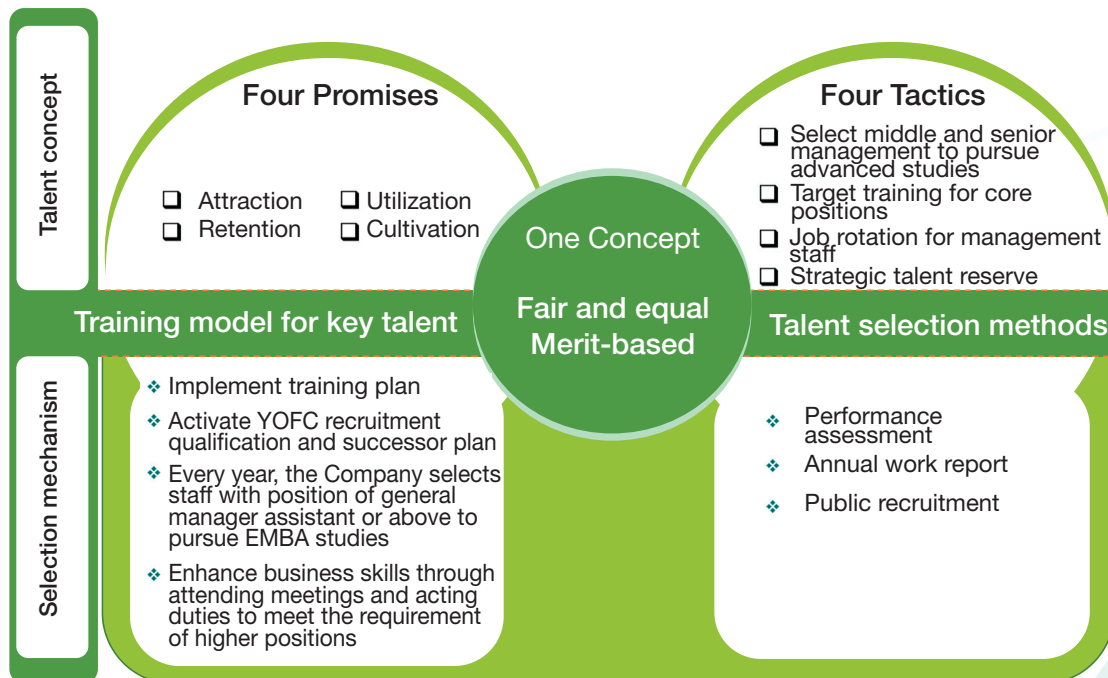 Talent concept
Four Promises
Attraction
Utilization
Retention
Cultivation
One Concept
Fair and equal
Merit-based
Four Tactics
Select middle and senior
management to pursue
advanced studies
Target training for core
positions
Job rotation for management
staff
Strategic talent reserve
Training model for key talent
Talent selection methods
Selection mechanism
Implement training plan
Activate YOFC recruitment
qualification and successor plan
Every year, the Company selects
staff with position of general
manager assistant or above to
pursue EMBA studies
Enhance business skills through
attending meetings and acting
duties to meet the requirement
of higher positions
Performance
assessment
Annual work report
Public recruitment